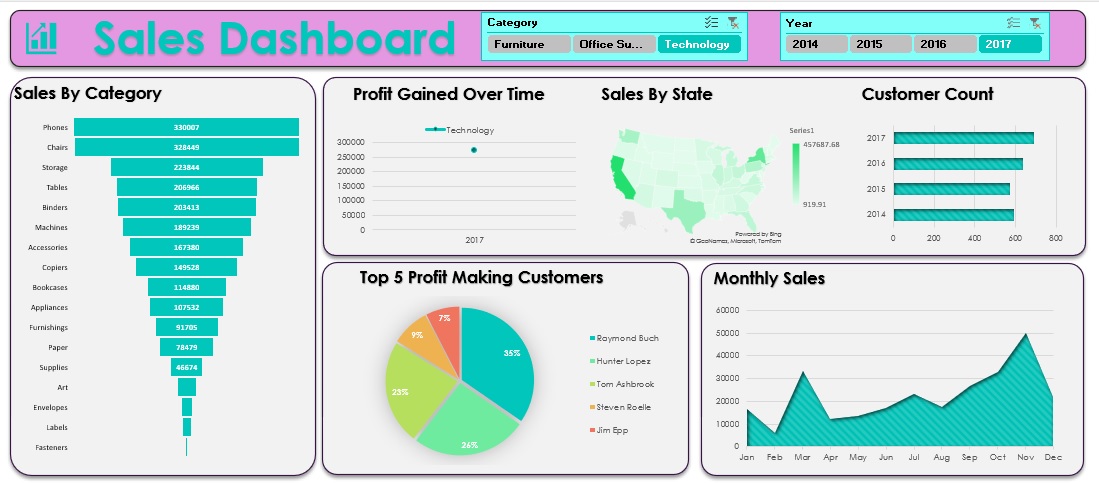 Sales Dashboard
Category
Furniture
Office Su...
Technology
Year
2014
2015
2016
2017
Sales By Category
Phones 330007
Chairs 328449
Storage 223844
Tables 206966
Binders 203413
Machines 189239
Accessories 167380
Copiers 149528
Bookcases 114880
Appliances 107532
Furnishings 91705
Paper 78479
Supplies 46674
Art
Envelopes
Labels
Fasteners
Profit Gained Over Time
Technology
300000
250000
200000
150000
100000
50000
0
2017
Sales By State
Series1
457687.68
919.91
Powered by Bing
© GeoNames, Microsoft, TomTom
Customer Count
2017
2016
2015
2014
0 200 400 600 800
Top 5 Profit Making Customers
35%
26%
23%
9%
7%
Raymond Buch
Hunter Lopez
Tom Ashbrook
Steven Roelle
Jim Epp
Monthly Sales
60000
50000
40000
30000
20000
10000
0
Jan Feb Mar Apr May Jun Jul Aug Sep Oct Nov Dec